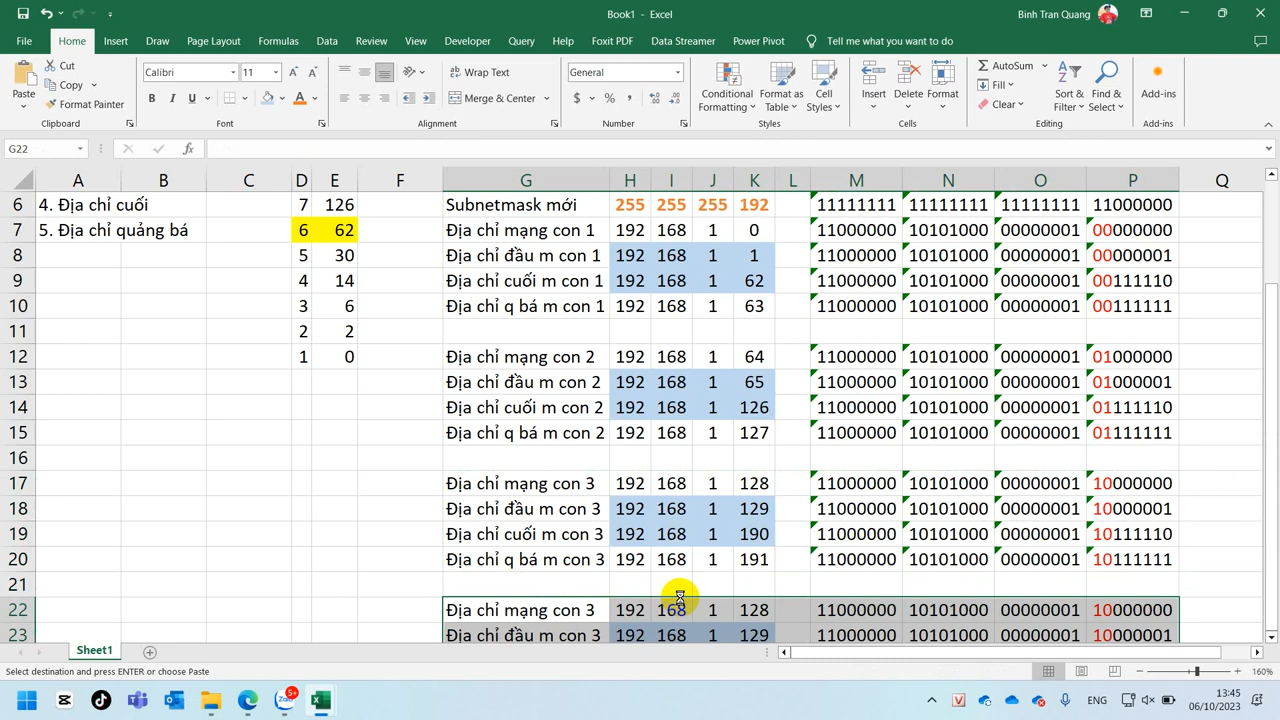 Book1 - Excel
Binh Tran Quang
File Home Insert Draw Page Layout Formulas Data Review View Developer Query Help Foxit PDF Data Streamer Power Pivot Tell me what you want to do
Paste Cut Copy Format Painter
Calibri 11
B I U
Wrap Text
Merge & Center
General
$ % ,
Conditional Formatting Format as Table Cell Styles
Insert Delete Format
AutoSum Fill Clear
Sort & Filter Find & Select
Add-ins
Clipboard Font Alignment Number Styles Cells Editing Add-ins
G22 fx
A B C D E F G H I J K L M N O P Q
6 4. Địa chỉ cuối 7 126 Subnetmask mới 255 255 255 192 11111111 11111111 11111111 11000000
7 5. Địa chỉ quảng bá 6 62 Địa chỉ mạng con 1 192 168 1 0 11000000 10101000 00000001 00000000
8 5 30 Địa chỉ đầu m con 1 192 168 1 1 11000000 10101000 00000001 00000001
9 4 14 Địa chỉ cuối m con 1 192 168 1 62 11000000 10101000 00000001 00111110
10 3 6 Địa chỉ q bá m con 1 192 168 1 63 11000000 10101000 00000001 00111111
11 2 2
12 1 0 Địa chỉ mạng con 2 192 168 1 64 11000000 10101000 00000001 01000000
13 Địa chỉ đầu m con 2 192 168 1 65 11000000 10101000 00000001 01000001
14 Địa chỉ cuối m con 2 192 168 1 126 11000000 10101000 00000001 01111110
15 Địa chỉ q bá m con 2 192 168 1 127 11000000 10101000 00000001 01111111
16
17 Địa chỉ mạng con 3 192 168 1 128 11000000 10101000 00000001 10000000
18 Địa chỉ đầu m con 3 192 168 1 129 11000000 10101000 00000001 10000001
19 Địa chỉ cuối m con 3 192 168 1 190 11000000 10101000 00000001 10111110
20 Địa chỉ q bá m con 3 192 168 1 191 11000000 10101000 00000001 10111111
21
22 Địa chỉ mạng con 3 192 168 1 128 11000000 10101000 00000001 10000000
23 Địa chỉ đầu m con 3 192 168 1 129 11000000 10101000 00000001 10000001
Sheet1
Select destination and press ENTER or choose Paste
160%
Zalo 5+
ENG
13:45
06/10/2023